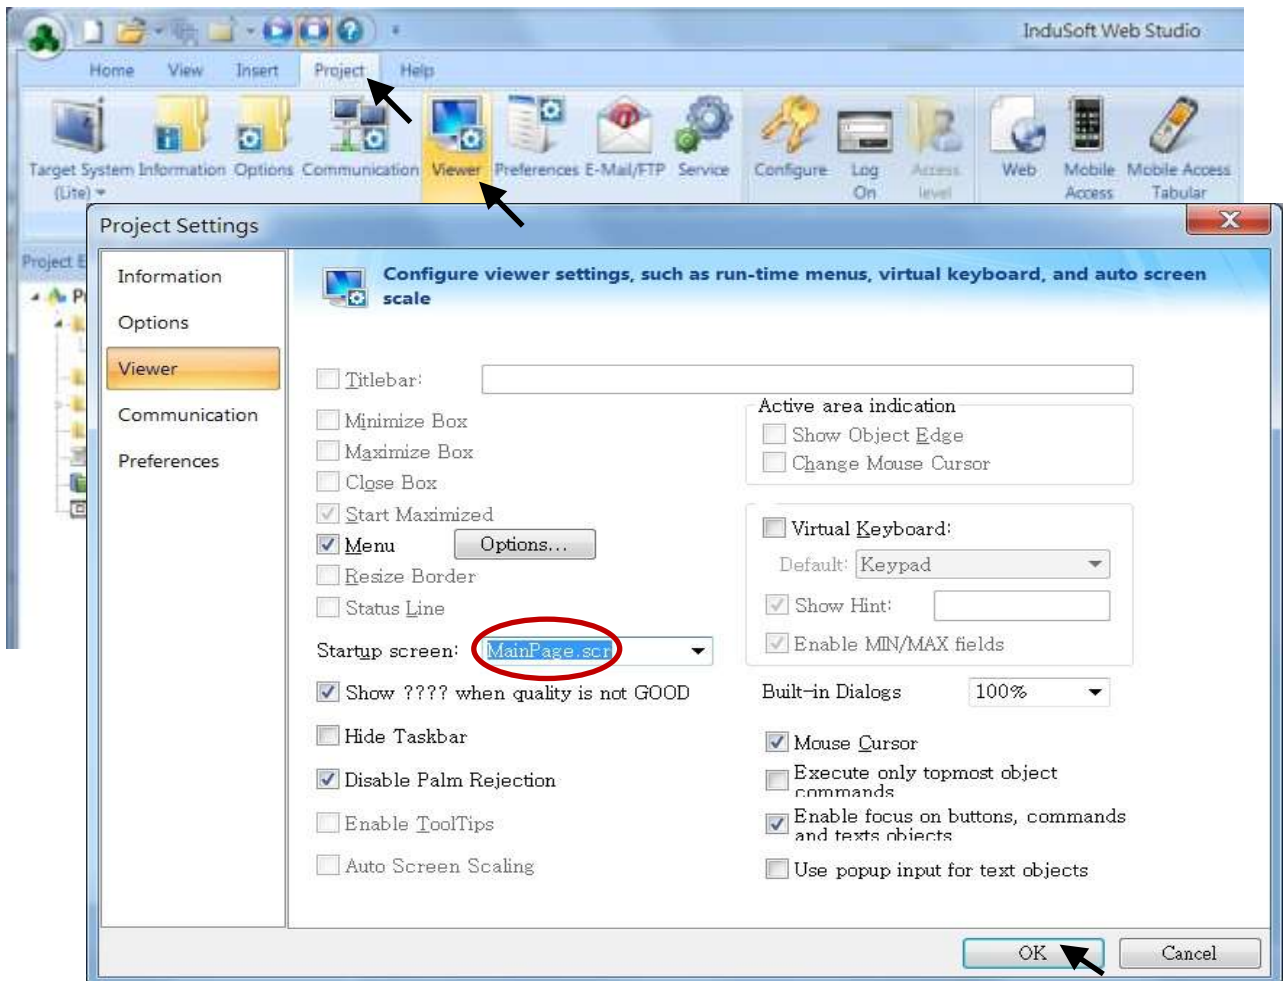 InduSoft Web Studio
Home View Insert Project Help
Target System (Lite)
Information
Options
Communication
Viewer
Preferences
E-Mail/FTP
Service
Configure
Log On
Access level
Web
Mobile Access
Mobile Access Tabular
Project Settings
X
Project E
P
Information
Options
Viewer
Communication
Preferences
Configure viewer settings, such as run-time menus, virtual keyboard, and auto screen
scale
Titlebar:
Minimize Box
Maximize Box
Close Box
Start Maximized
Menu Options...
Resize Border
Status Line
Startup screen: MainPage.scr
Show ???? when quality is not GOOD
Hide Taskbar
Disable Palm Rejection
Enable ToolTips
Auto Screen Scaling
Active area indication
Show Object Edge
Change Mouse Cursor
Virtual Keyboard:
Default: Keypad
Show Hint:
Enable MIN/MAX fields
Built-in Dialogs 100%
Mouse Cursor
Execute only topmost object
commands
Enable focus on buttons, commands
and texts objects
Use popup input for text objects
OK Cancel